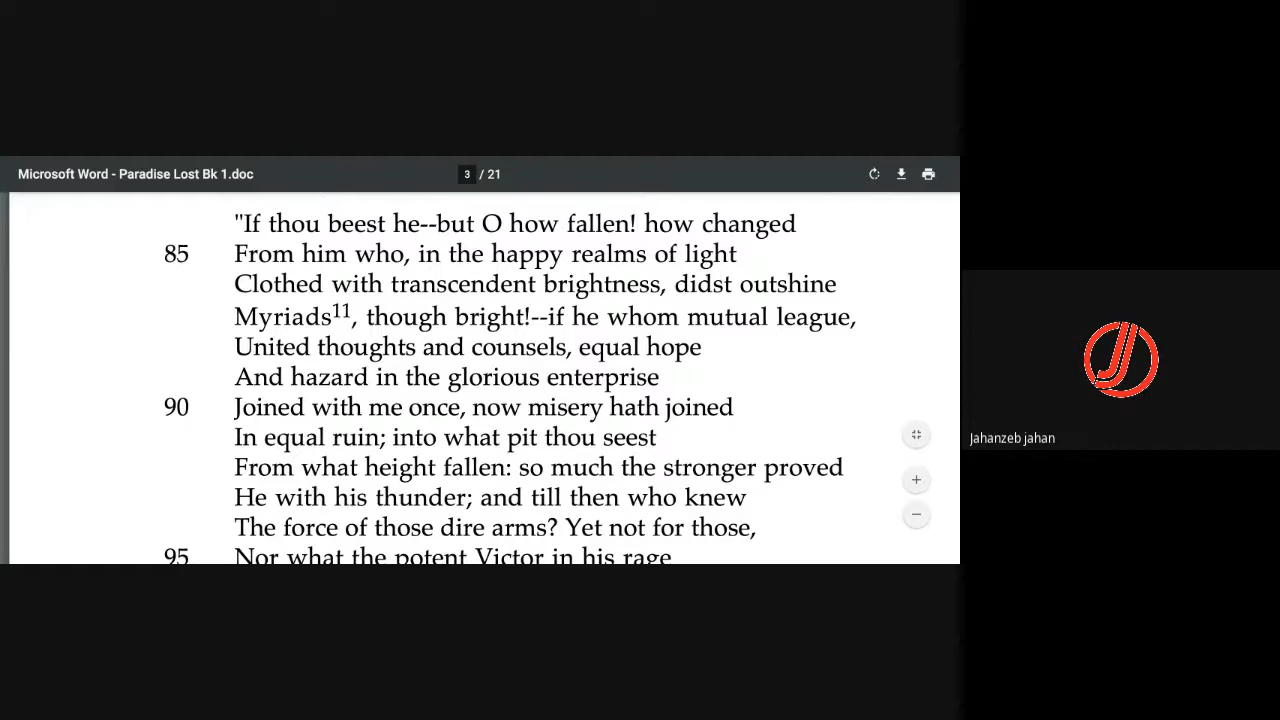 Microsoft Word - Paradise Lost Bk 1.doc
3 / 21
"If thou beest he--but O how fallen! how changed
85 From him who, in the happy realms of light
Clothed with transcendent brightness, didst outshine
Myriads11, though bright!--if he whom mutual league,
United thoughts and counsels, equal hope
And hazard in the glorious enterprise
90 Joined with me once, now misery hath joined
In equal ruin; into what pit thou seest
From what height fallen: so much the stronger proved
He with his thunder; and till then who knew
The force of those dire arms? Yet not for those,
95 Nor what the potent Victor in his rage
Jahanzeb jahan